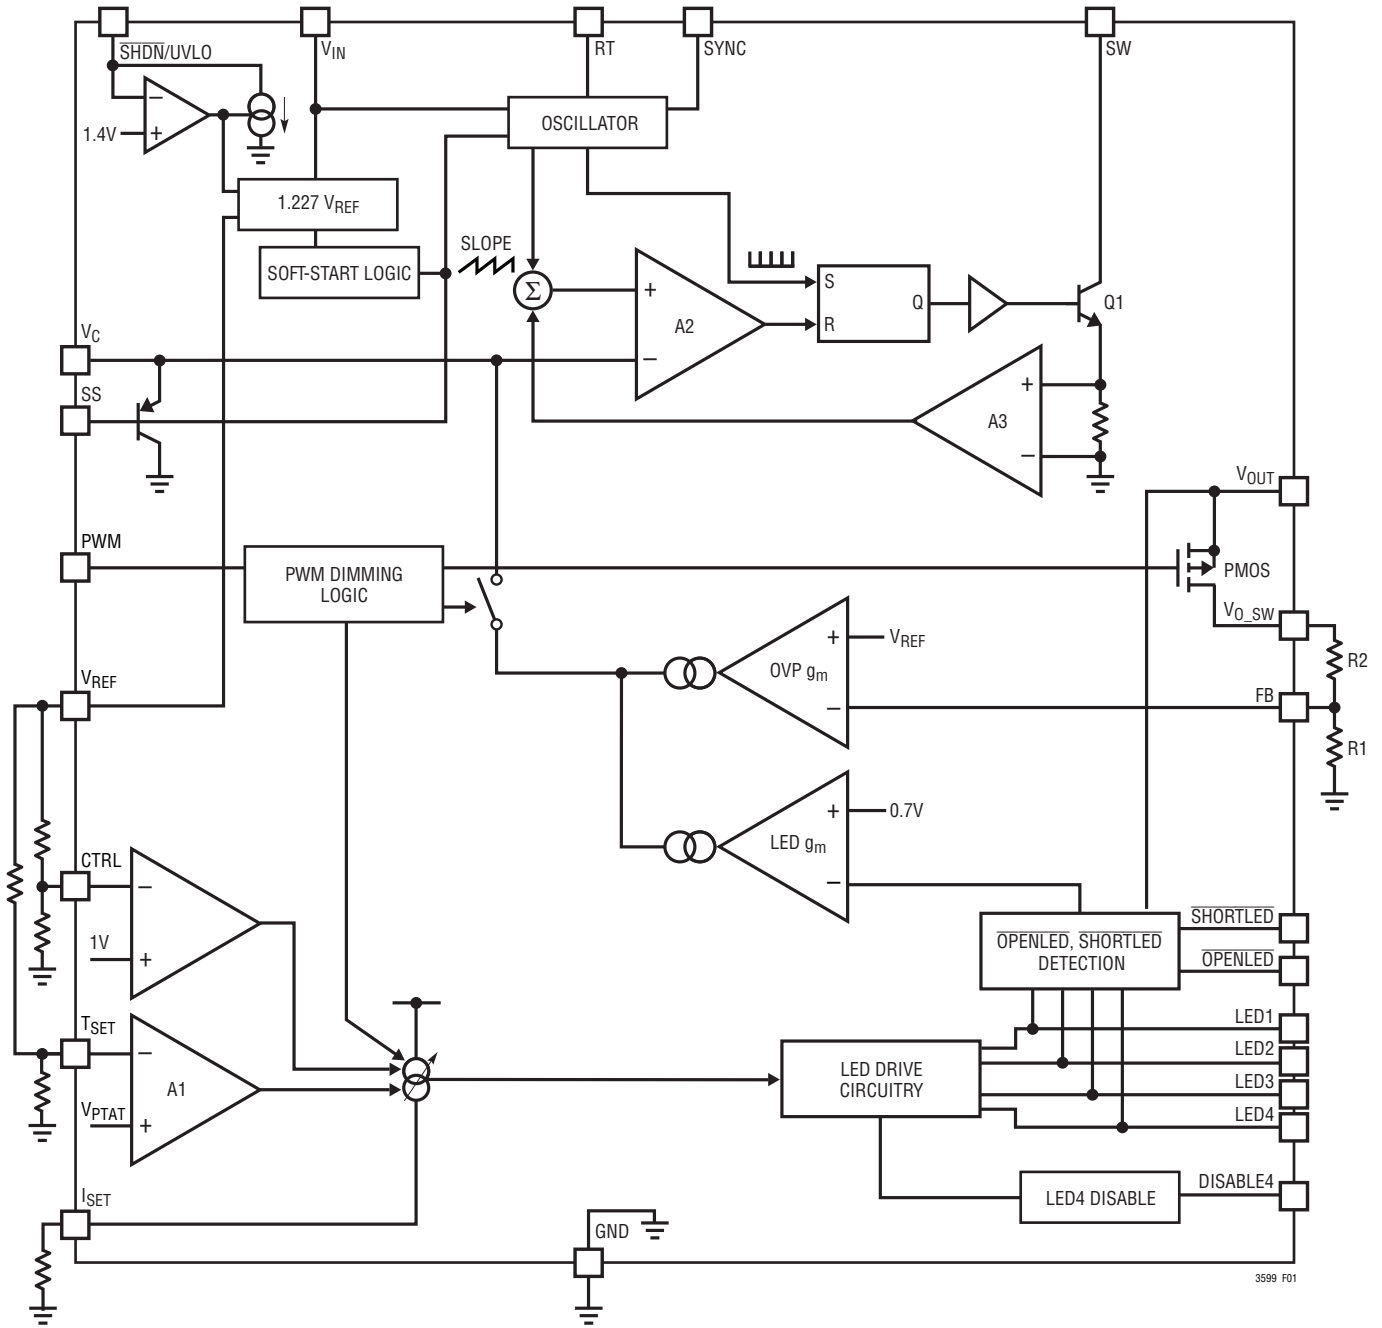 SHDN/UVLO
VIN
RT
SYNC
SW
−
1.4V
+
OSCILLATOR
1.227 VREF
SLOPE
SOFT-START LOGIC
Σ
+
A2
−
S
R
Q
Q1
VC
SS
+
A3
−
VOUT
PWM
PWM DIMMING
LOGIC
PMOS
VO_SW
+
VREF
OVP gm
−
R2
FB
R1
VREF
+
0.7V
LED gm
−
CTRL
−
1V
+
SHORTLED
OPENLED, SHORTLED
DETECTION
OPENLED
TSET
−
A1
VPTAT
+
LED DRIVE
CIRCUITRY
LED1
LED2
LED3
LED4
ISET
LED4 DISABLE
DISABLE4
GND
3599 F01